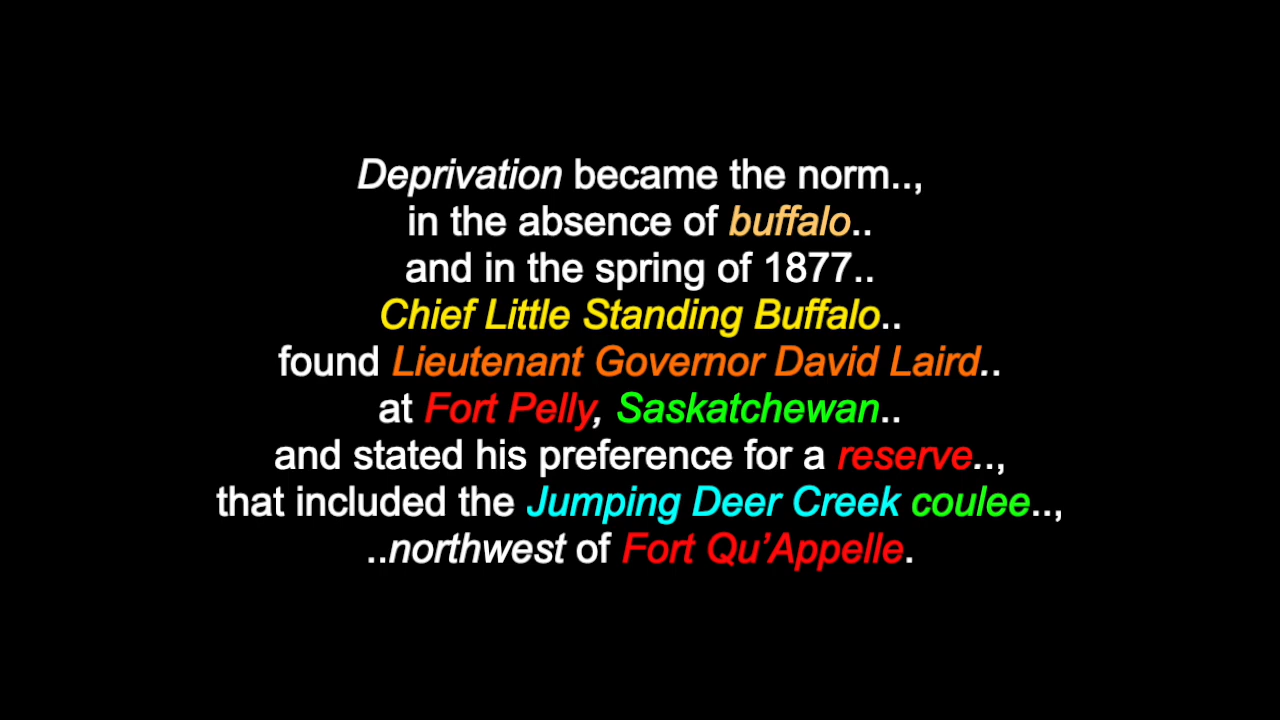 Deprivation became the norm..,
in the absence of buffalo..
and in the spring of 1877..
Chief Little Standing Buffalo..
found Lieutenant Governor David Laird..
at Fort Pelly, Saskatchewan..
and stated his preference for a reserve..,
that included the Jumping Deer Creek coulee..,
..northwest of Fort Qu’Appelle.